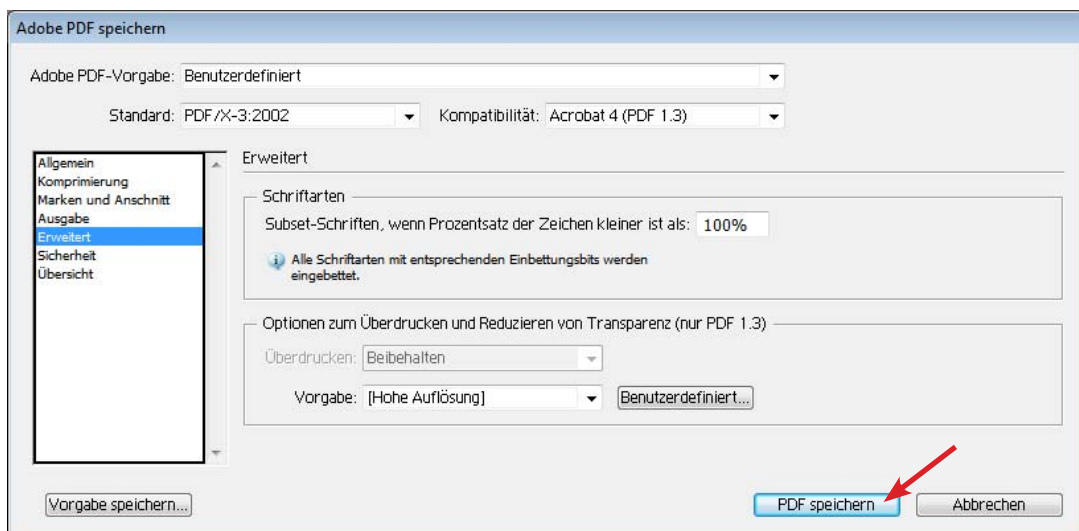 Adobe PDF speichern
Adobe PDF-Vorgabe: Benutzerdefiniert
Standard: PDF/X-3:2002 Kompatibilität: Acrobat 4 (PDF 1.3)
Allgemein
Komprimierung
Marken und Anschnitt
Ausgabe
Erweitert
Sicherheit
Übersicht
Erweitert
Schriftarten
Subset-Schriften, wenn Prozentsatz der Zeichen kleiner ist als: 100%
Alle Schriftarten mit entsprechenden Einbettungsbits werden
eingebettet.
Optionen zum Überdrucken und Reduzieren von Transparenz (nur PDF 1.3)
Überdrucken: Beibehalten
Vorgabe: [Hohe Auflösung] Benutzerdefiniert...
Vorgabe speichern... PDF speichern Abbrechen